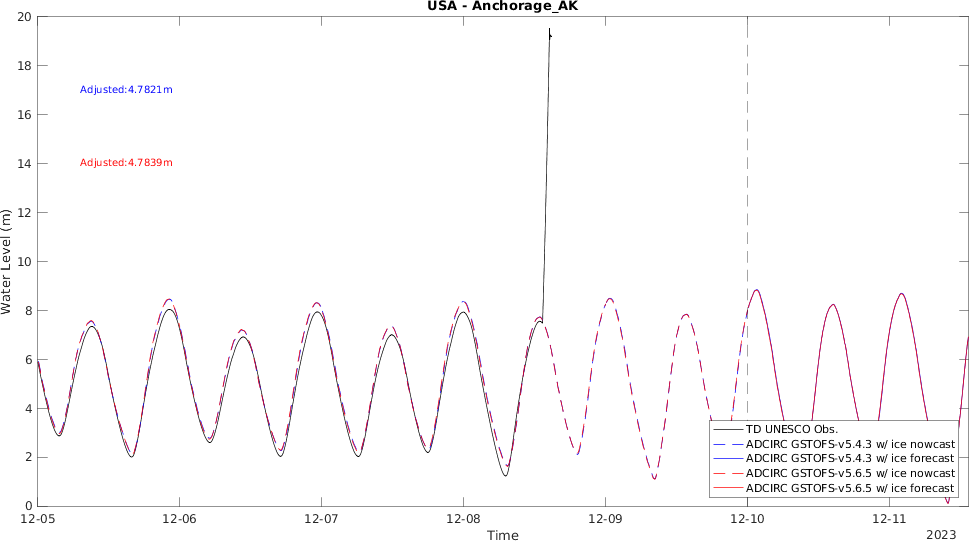 USA - Anchorage_AK
20
18
16
14
12
10
8
6
4
2
0
Water Level (m)
Adjusted:4.7821m
Adjusted:4.7839m
TD UNESCO Obs.
ADCIRC GSTOFS-v5.4.3 w/ ice nowcast
ADCIRC GSTOFS-v5.4.3 w/ ice forecast
ADCIRC GSTOFS-v5.6.5 w/ ice nowcast
ADCIRC GSTOFS-v5.6.5 w/ ice forecast
12-05 12-06 12-07 12-08 12-09 12-10 12-11
Time
2023